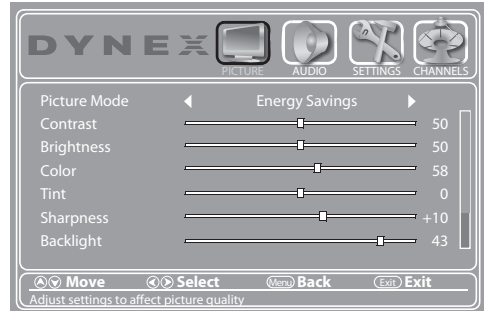 DYNEX
PICTURE AUDIO SETTINGS CHANNELS
Picture Mode Energy Savings
Contrast 50
Brightness 50
Color 58
Tint 0
Sharpness +10
Backlight 43
Move Select Menu Back Exit Exit
Adjust settings to affect picture quality